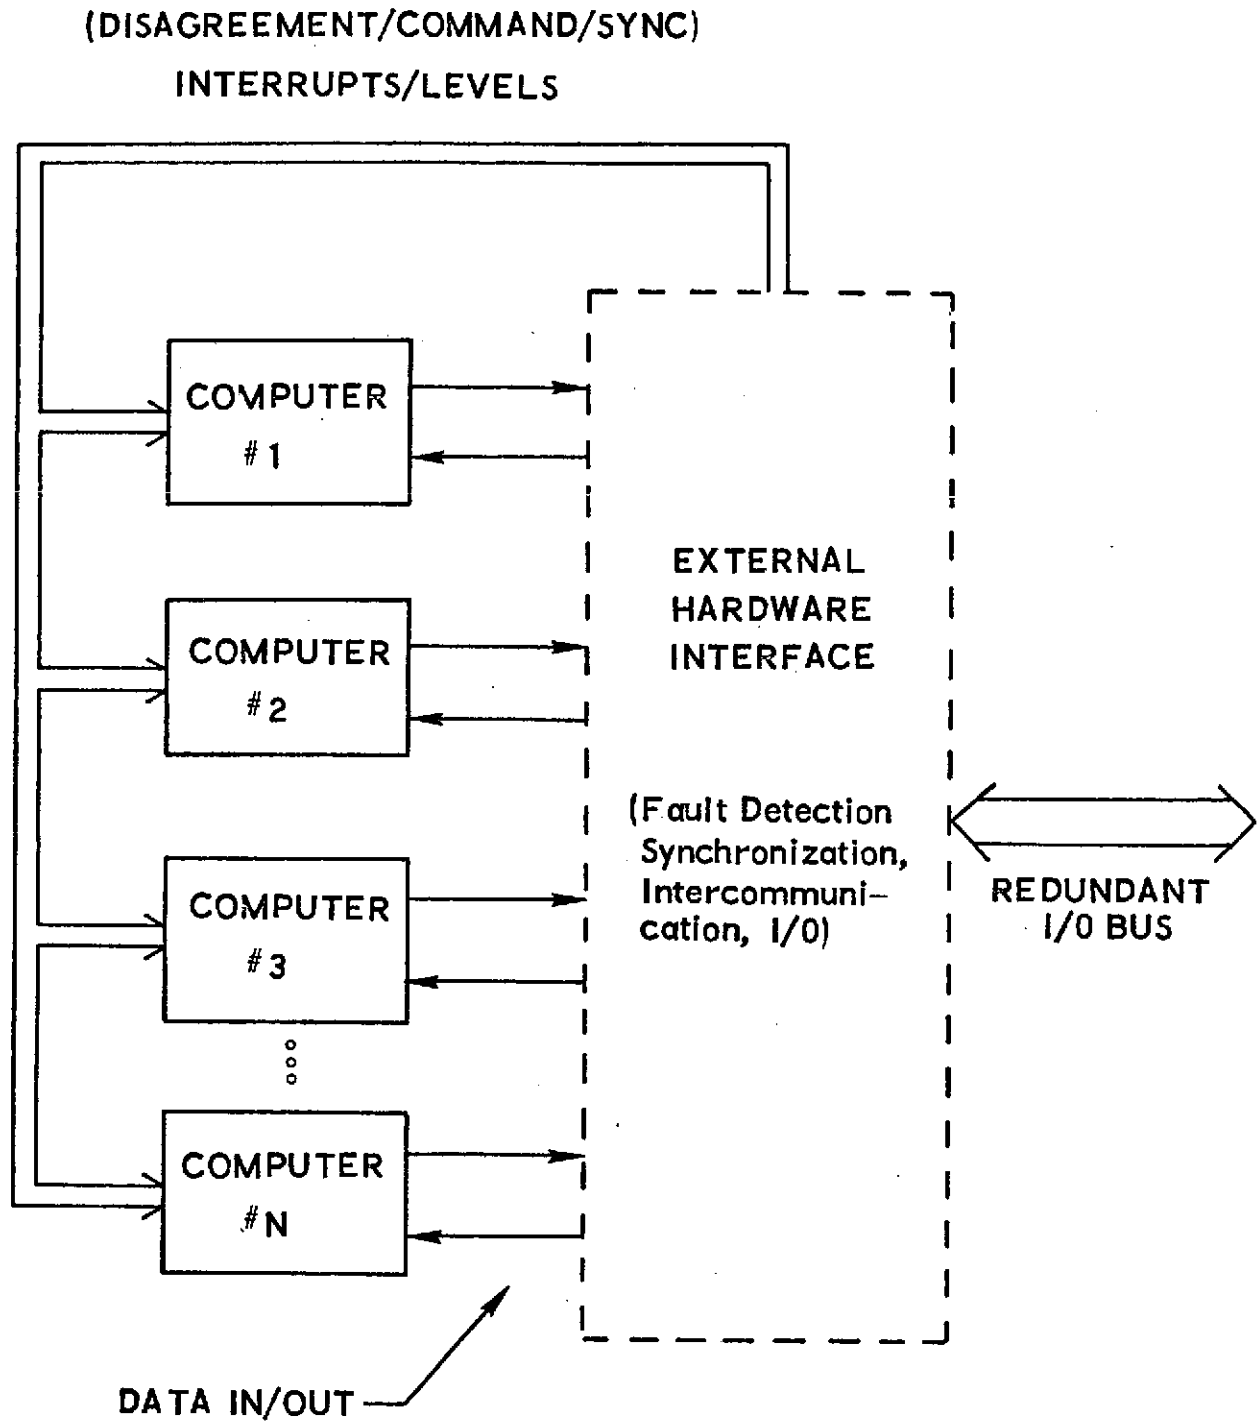 (DISAGREEMENT/COMMAND/SYNC)
INTERRUPTS/LEVELS
COMPUTER
#1
COMPUTER
#2
COMPUTER
#3
COMPUTER
#N
EXTERNAL
HARDWARE
INTERFACE
(Fault Detection
Synchronization,
Intercommuni-
cation, I/O)
REDUNDANT
I/O BUS
DATA IN/OUT